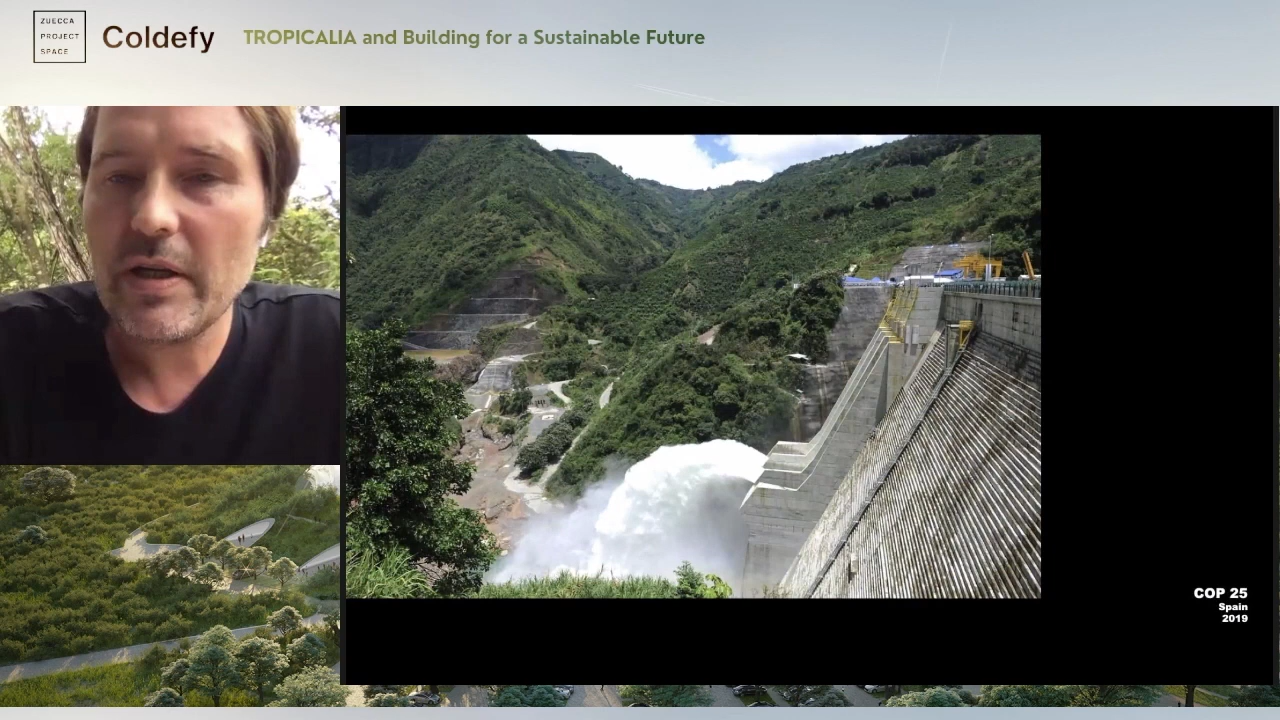 ZUECCA
PROJECT
SPACE
Coldefy
TROPICALIA and Building for a Sustainable Future
COP 25
Spain
2019